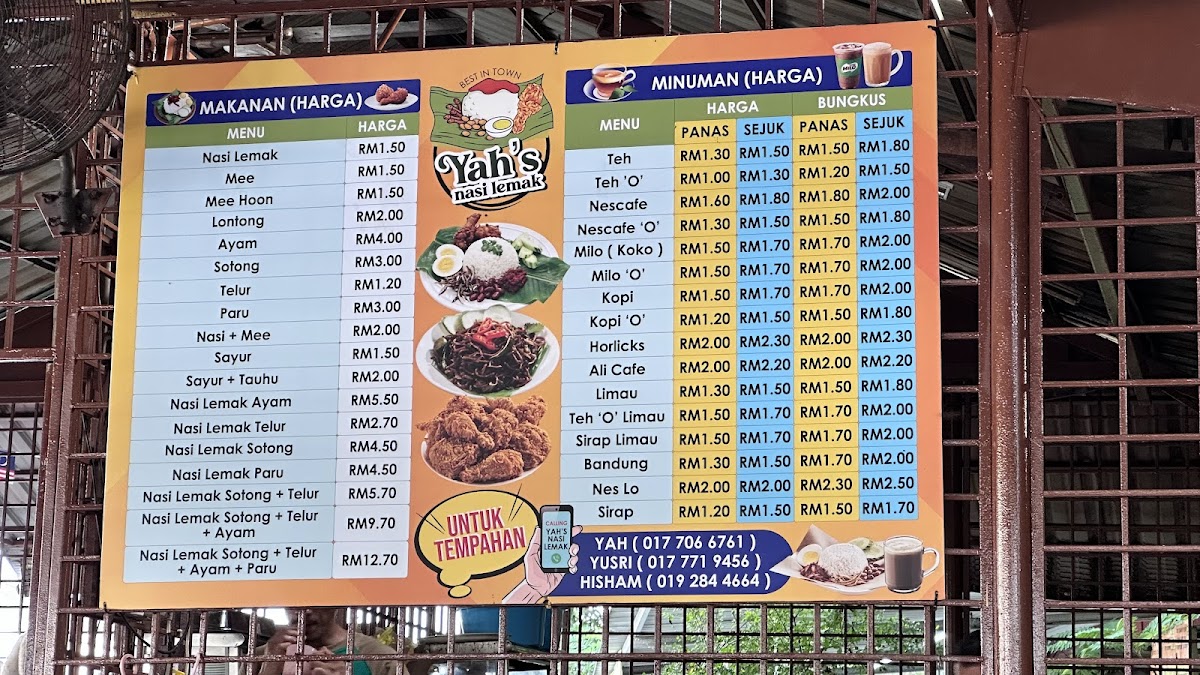 MAKANAN (HARGA)
MENU HARGA
Nasi Lemak RM1.50
Mee RM1.50
Mee Hoon RM1.50
Lontong RM2.00
Ayam RM4.00
Sotong RM3.00
Telur RM1.20
Paru RM3.00
Nasi + Mee RM2.00
Sayur RM1.50
Sayur + Tauhu RM2.00
Nasi Lemak Ayam RM5.50
Nasi Lemak Telur RM2.70
Nasi Lemak Sotong RM4.50
Nasi Lemak Paru RM4.50
Nasi Lemak Sotong + Telur RM5.70
Nasi Lemak Sotong + Telur
+ Ayam RM9.70
Nasi Lemak Sotong + Telur
+ Ayam + Paru RM12.70
BEST IN TOWN
Yah's
nasi lemak
UNTUK
TEMPAHAN
CALLING
YAH'S
NASI
LEMAK
MINUMAN (HARGA)
MILO
MENU HARGA BUNGKUS
PANAS SEJUK PANAS SEJUK
Teh RM1.30 RM1.50 RM1.50 RM1.80
Teh 'O' RM1.00 RM1.30 RM1.20 RM1.50
Nescafe RM1.60 RM1.80 RM1.80 RM2.00
Nescafe 'O' RM1.30 RM1.50 RM1.50 RM1.80
Milo ( Koko ) RM1.50 RM1.70 RM1.70 RM2.00
Milo 'O' RM1.50 RM1.70 RM1.70 RM2.00
Kopi RM1.50 RM1.70 RM1.70 RM2.00
Kopi 'O' RM1.20 RM1.50 RM1.50 RM1.80
Horlicks RM2.00 RM2.30 RM2.00 RM2.30
Ali Cafe RM2.00 RM2.20 RM2.00 RM2.20
Limau RM1.30 RM1.50 RM1.50 RM1.80
Teh 'O' Limau RM1.50 RM1.70 RM1.70 RM2.00
Sirap Limau RM1.50 RM1.70 RM1.70 RM2.00
Bandung RM1.30 RM1.50 RM1.70 RM2.00
Nes Lo RM2.00 RM2.00 RM2.30 RM2.50
Sirap RM1.20 RM1.50 RM1.50 RM1.70
YAH ( 017 706 6761 )
YUSRI ( 017 771 9456 )
HISHAM ( 019 284 4664 )